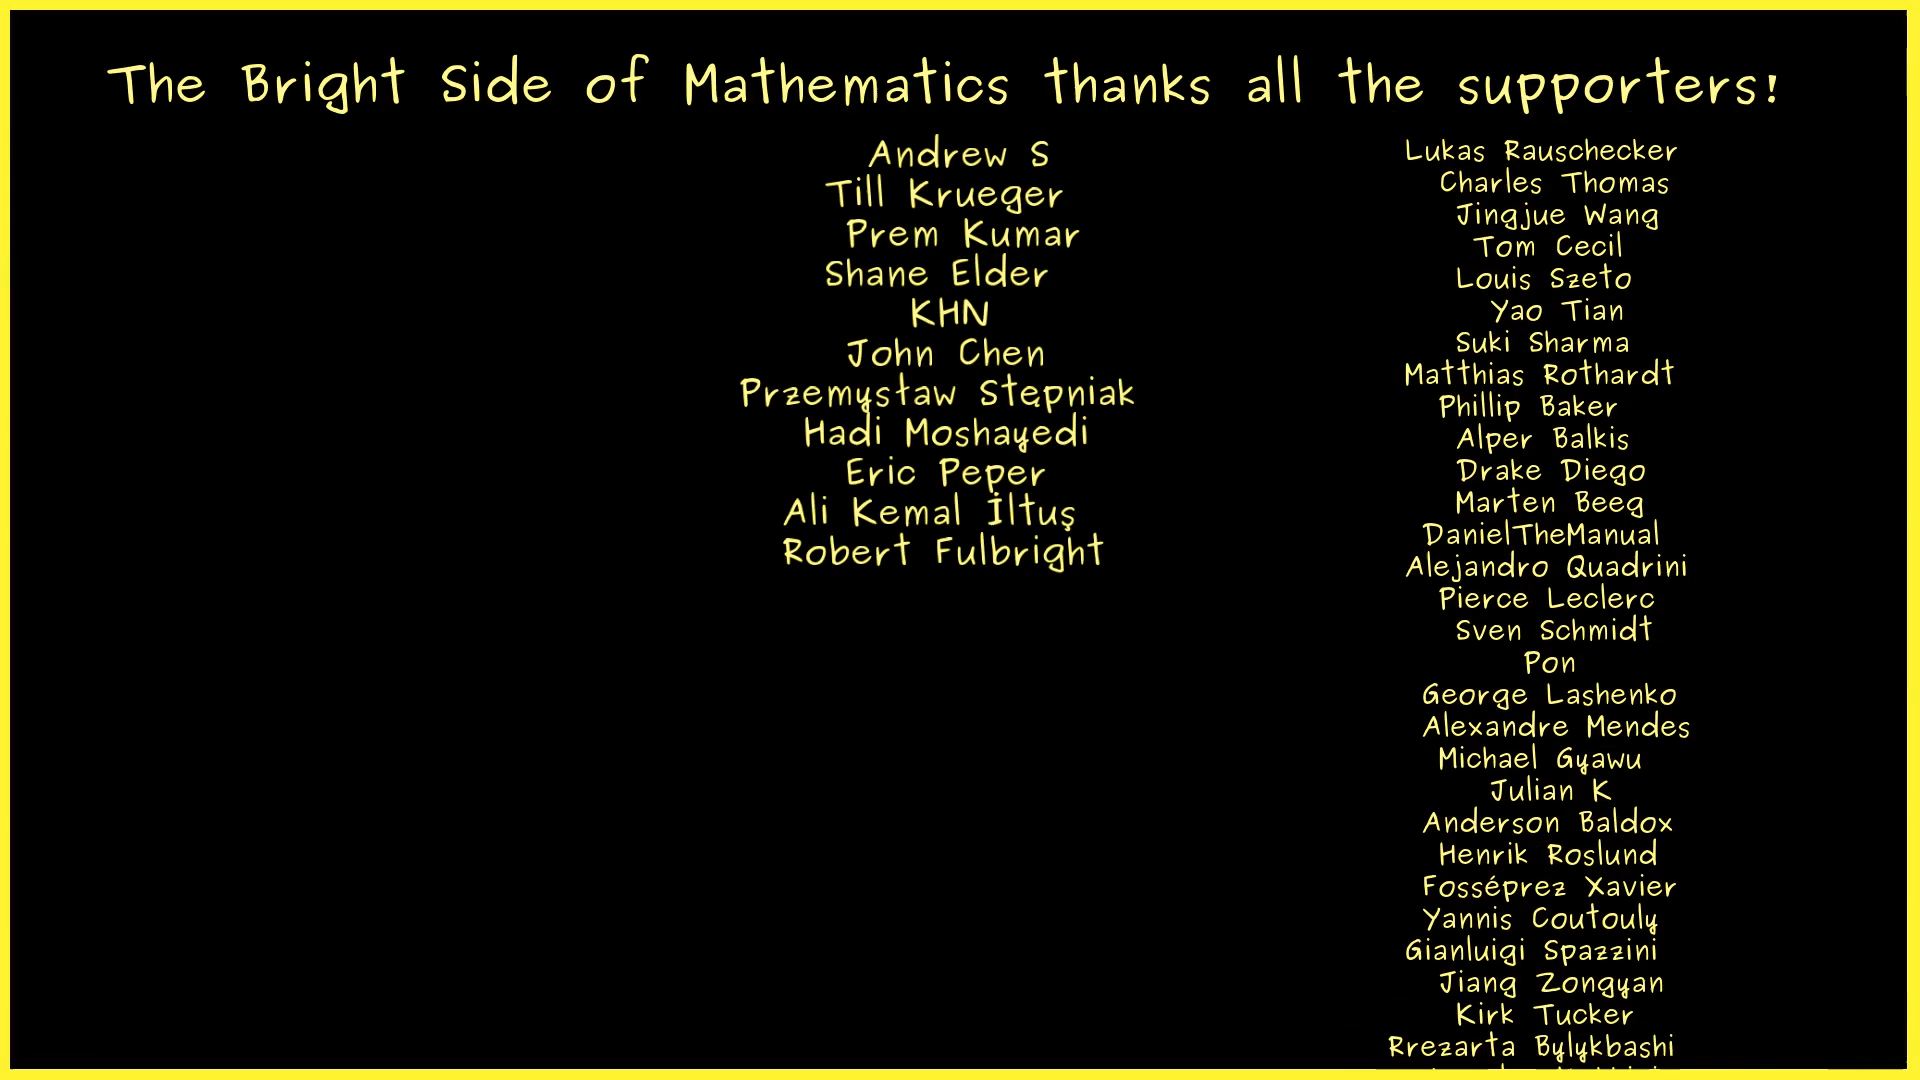 The Bright Side of Mathematics thanks all the supporters!
Andrew S
Till Krueger
Prem Kumar
Shane Elder
KHN
John Chen
Przemysław Stępniak
Hadi Moshayedi
Eric Peper
Ali Kemal İltuş
Robert Fulbright
Lukas Rauschecker
Charles Thomas
Jingjue Wang
Tom Cecil
Louis Szeto
Yao Tian
Suki Sharma
Matthias Rothardt
Phillip Baker
Alper Balkis
Drake Diego
Marten Beeg
DanielTheManual
Alejandro Quadrini
Pierce Leclerc
Sven Schmidt
Pon
George Lashenko
Alexandre Mendes
Michael Gyawu
Julian K
Anderson Baldox
Henrik Roslund
Fosséprez Xavier
Yannis Coutouly
Gianluigi Spazzini
Jiang Zongyan
Kirk Tucker
Rrezarta Bylykbashi